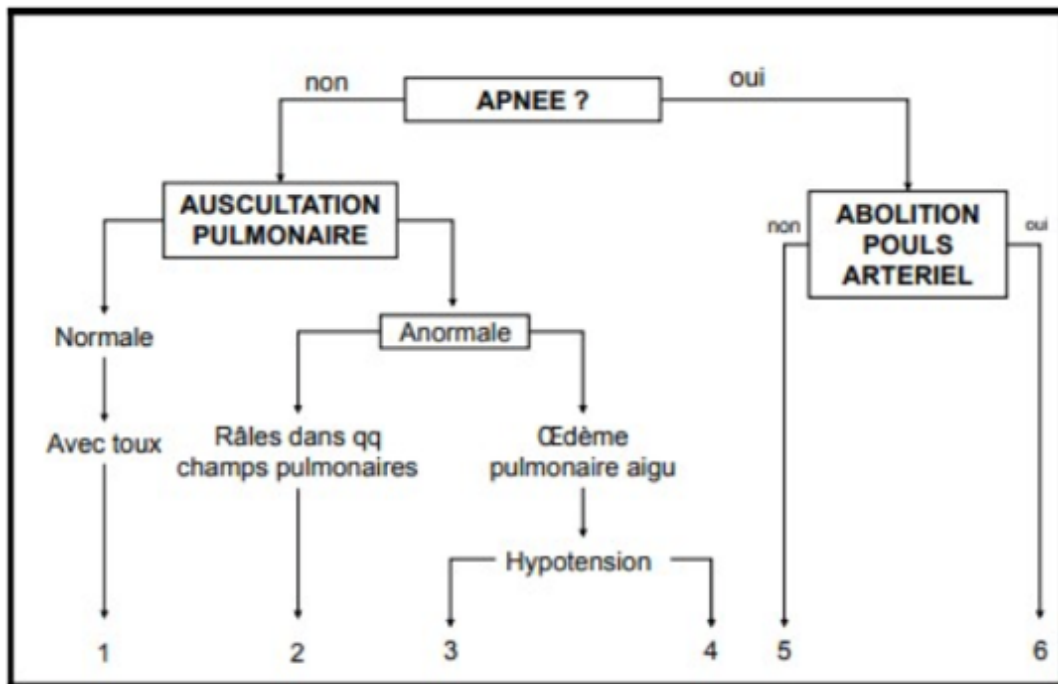 non
APNEE ?
oui
AUSCULTATION
PULMONAIRE
non
ABOLITION
POULS
ARTERIEL
oui
Normale
Anormale
Avec toux
Râles dans qq
champs pulmonaires
Œdème
pulmonaire aigu
Hypotension
1
2
3
4
5
6